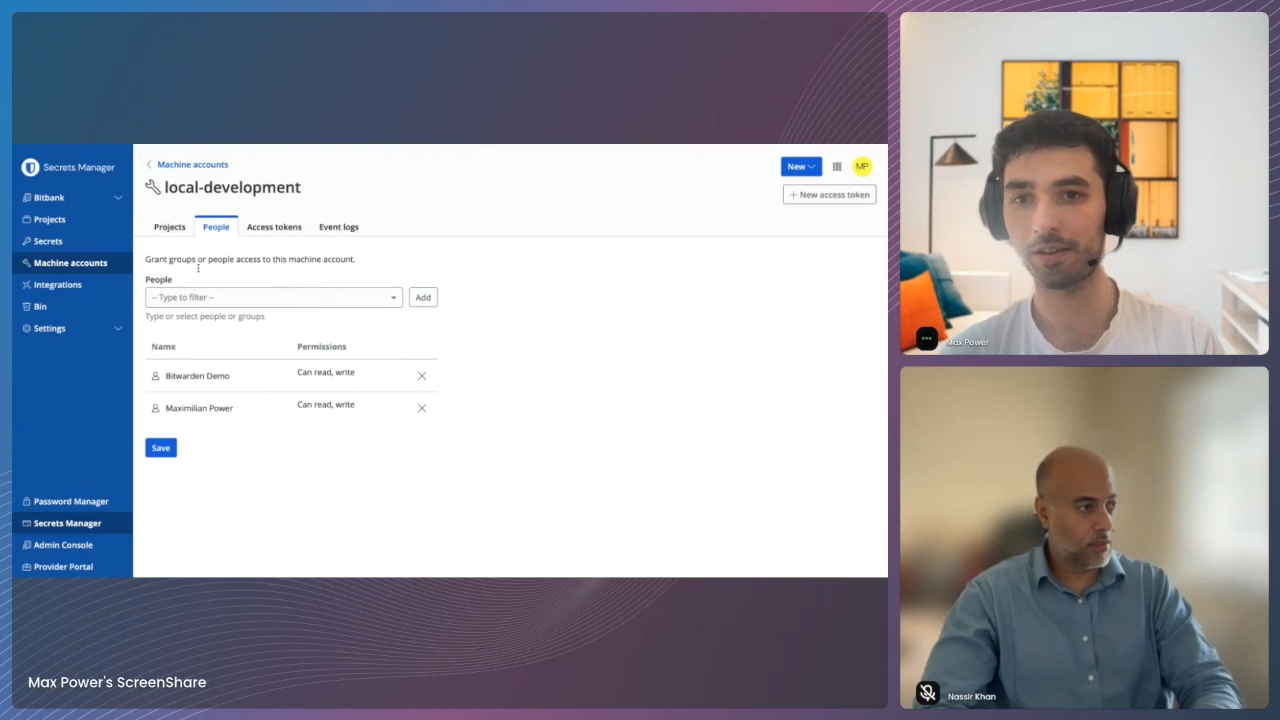 Secrets Manager
Bitbank
Projects
Secrets
Machine accounts
Integrations
Bin
Settings
Password Manager
Secrets Manager
Admin Console
Provider Portal
Machine accounts
local-development
New
MP
New access token
Projects
People
Access tokens
Event logs
Grant groups or people access to this machine account.
People
-- Type to filter --
Add
Type or select people or groups
Name Permissions
Bitwarden Demo Can read, write
Maximilian Power Can read, write
Save
Max Power's ScreenShare
Max Power
Nassir Khan